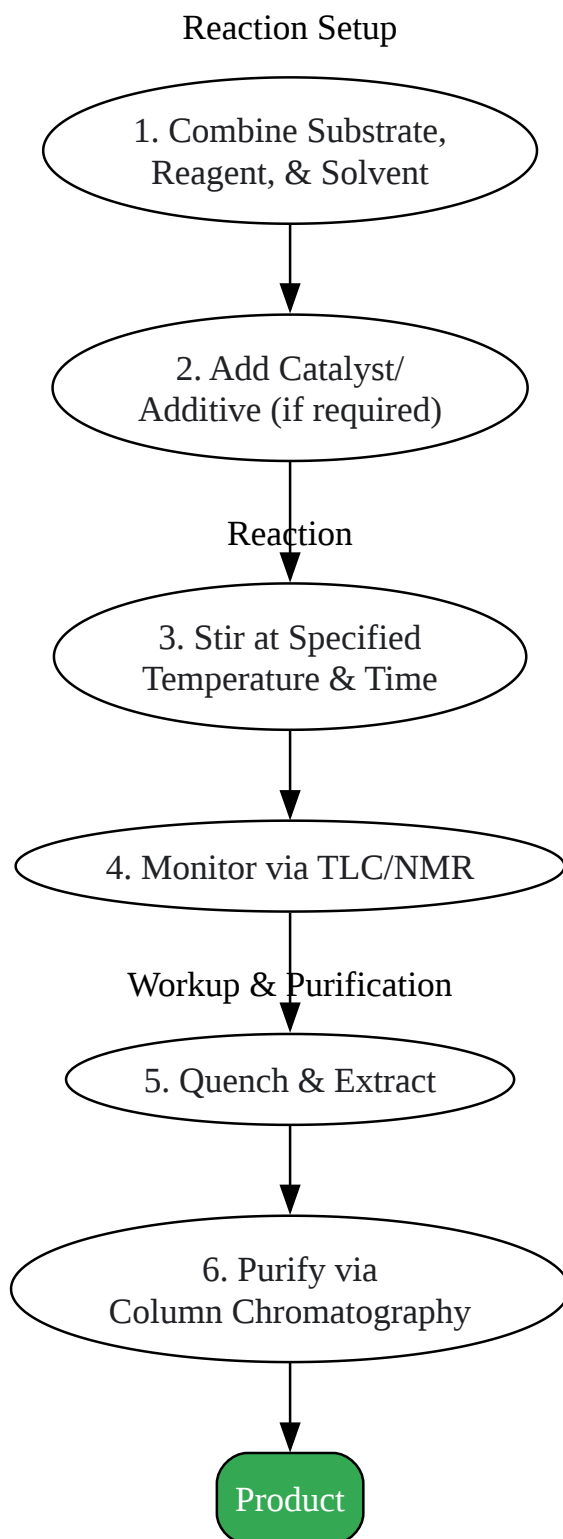 Reaction Setup
1. Combine Substrate,
Reagent, & Solvent
2. Add Catalyst/
Additive (if required)
Reaction
3. Stir at Specified
Temperature & Time
4. Monitor via TLC/NMR
Workup & Purification
5. Quench & Extract
6. Purify via
Column Chromatography
Product